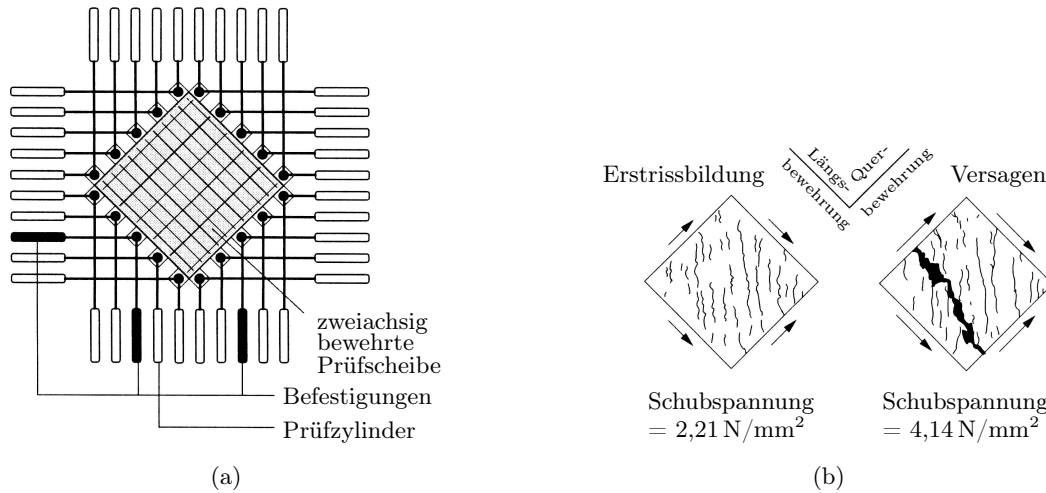 zweiachsig
bewehrte
Prüfscheibe
Befestigungen
Prüfzylinder
(a)
Erstrissbildung
Längs-
bewehrung
Quer-
bewehrung
Versagen
Schubspannung
= 2,21 N/mm²
Schubspannung
= 4,14 N/mm²
(b)